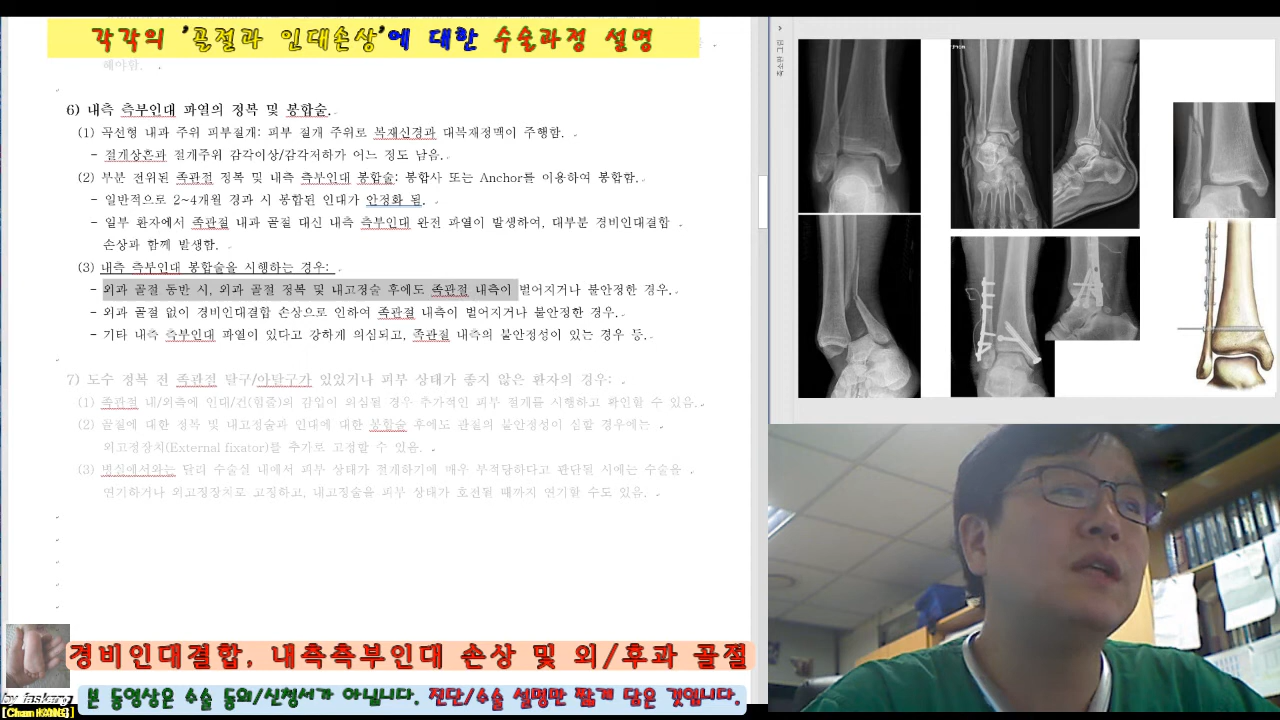 각각의 '골절과 인대손상'에 대한 수술과정 설명
해야함.
6) 내측 측부인대 파열의 정복 및 봉합술.
(1) 곡선형 내과 주위 피부절개: 피부 절개 주위로 복재신경과 대복재정맥이 주행함.
- 절개상흔과 절개주위 감각이상/감각저하가 어느 정도 남음.
(2) 부분 전위된 족관절 정복 및 내측 측부인대 봉합술: 봉합사 또는 Anchor를 이용하여 봉합함.
- 일반적으로 2~4개월 경과 시 봉합된 인대가 안정화 됨.
- 일부 환자에서 족관절 내과 골절 대신 내측 측부인대 완전 파열이 발생하여, 대부분 경비인대결합
손상과 함께 발생함.
(3) 내측 측부인대 봉합술을 시행하는 경우:
- 외과 골절 동반 시, 외과 골절 정복 및 내고정술 후에도 족관절 내측이 벌어지거나 불안정한 경우.
- 외과 골절 없이 경비인대결합 손상으로 인하여 족관절 내측이 벌어지거나 불안정한 경우.
- 기타 내측 측부인대 파열이 있다고 강하게 의심되고, 족관절 내측의 불안정성이 있는 경우 등.
7) 도수 정복 전 족관절 탈구/아탈구가 있었거나 피부 상태가 좋지 않은 환자의 경우:
(1) 족관절 내/외측에 인대/건(힘줄)의 감입이 의심될 경우 추가적인 피부 절개를 시행하고 확인할 수 있음.
(2) 골절에 대한 정복 및 내고정술과 인대에 대한 봉합술 후에도 관절의 불안정성이 심할 경우에는
외고정장치(External fixator)를 추가로 고정할 수 있음.
(3) 병실에서와는 달리 수술실 내에서 피부 상태가 절개하기에 매우 부적당하다고 판단될 시에는 수술을
연기하거나 외고정장치로 고정하고, 내고정술을 피부 상태가 호전될 때까지 연기할 수도 있음.
경비인대결합, 내측측부인대 손상 및 외/후과 골절
by faskang
본 동영상은 수술 동의/신청서가 아닙니다. 진단/수술 설명만 짧게 담은 것입니다.